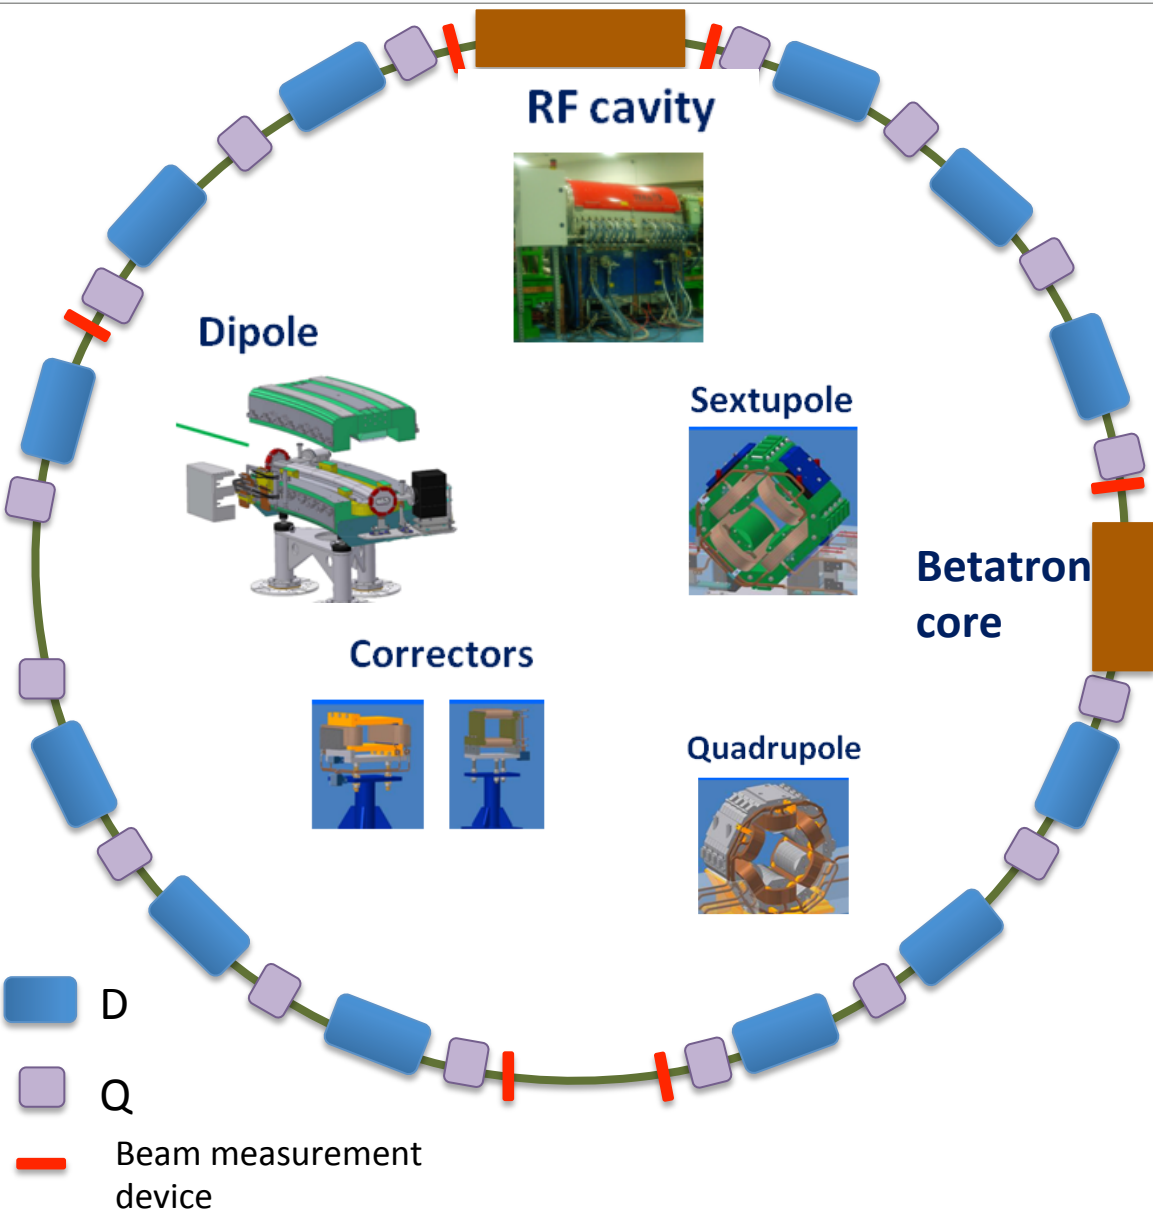 RF cavity
Dipole
Sextupole
Betatron
core
Correctors
Quadrupole
D
Q
Beam measurement
device